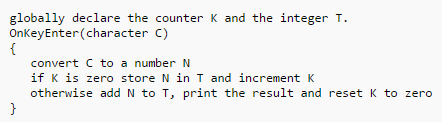 globally declare the counter K and the integer T.
OnKeyEnter(character C)
{
convert C to a number N
if K is zero store N in T and increment K
otherwise add N to T, print the result and reset K to zero
}